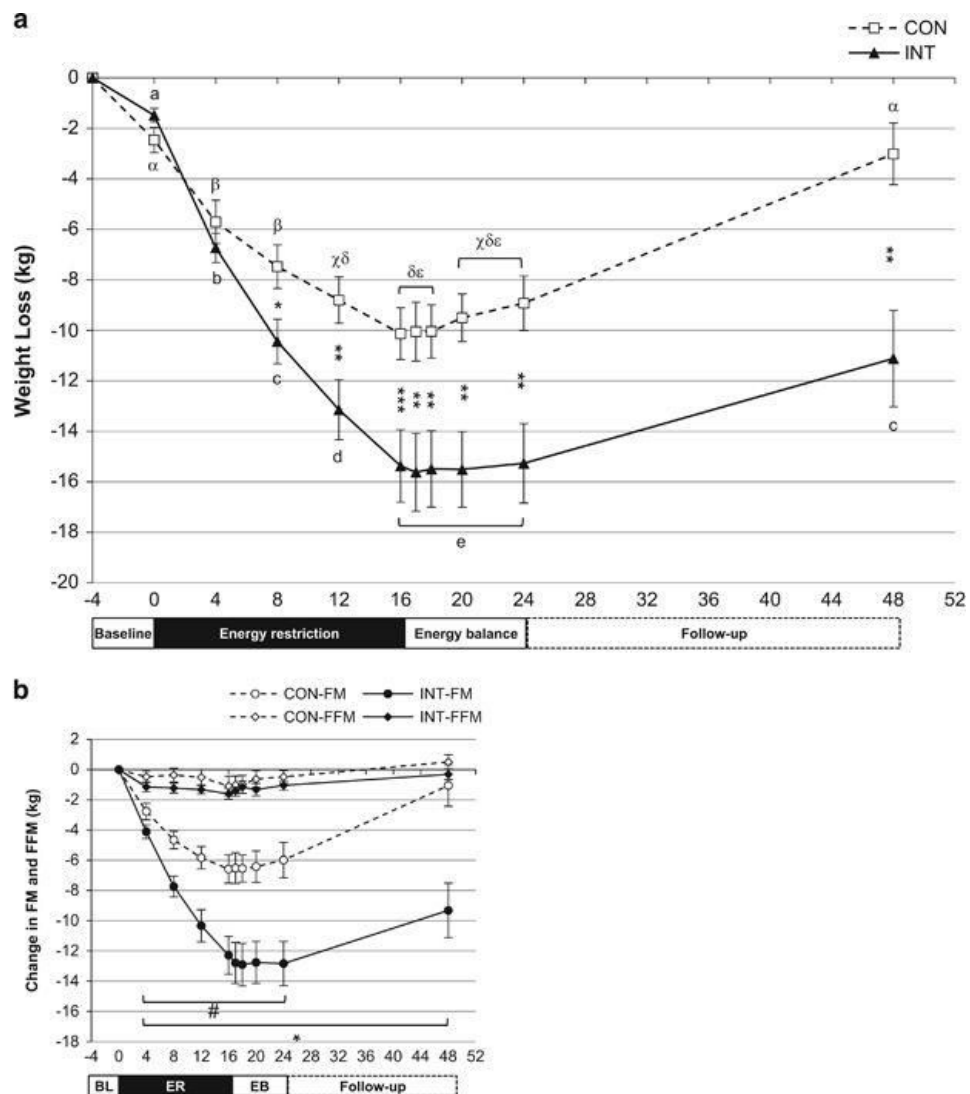 a
CON
INT
0
-2
-4
-6
-8
-10
-12
-14
-16
-18
-20
Weight Loss (kg)
a
α
β
b
β
*
c
χδ
**
d
δε
χδε
***
**
**
**
**
e
α
**
c
-4 0 4 8 12 16 20 24 28 32 36 40 44 48 52
Baseline Energy restriction Energy balance Follow-up
b
CON-FM INT-FM
CON-FFM INT-FFM
2
0
-2
-4
-6
-8
-10
-12
-14
-16
-18
Change in FM and FFM (kg)
#
*
-4 0 4 8 12 16 20 24 28 32 36 40 44 48 52
BL ER EB Follow-up